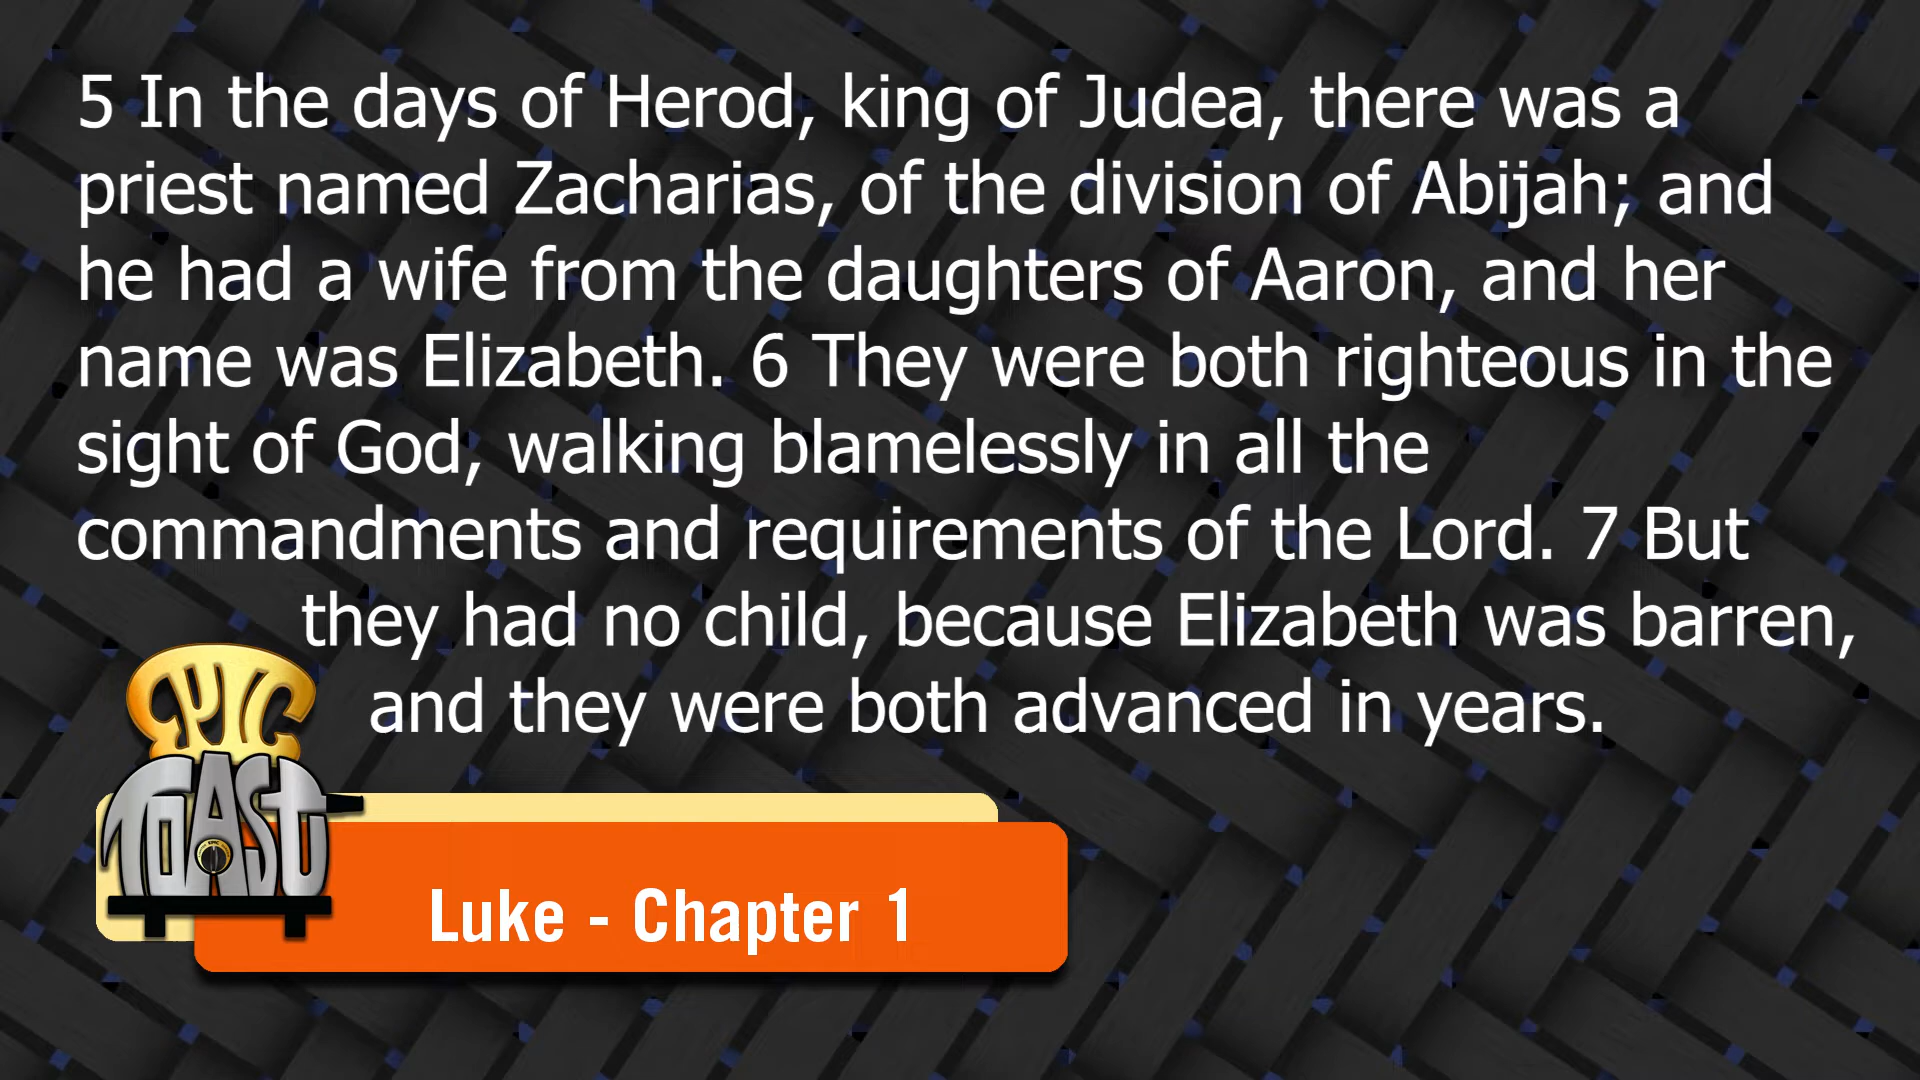 5 In the days of Herod, king of Judea, there was a
priest named Zacharias, of the division of Abijah; and
he had a wife from the daughters of Aaron, and her
name was Elizabeth. 6 They were both righteous in the
sight of God, walking blamelessly in all the
commandments and requirements of the Lord. 7 But
they had no child, because Elizabeth was barren,
and they were both advanced in years.
EPIC
TOAST
Luke - Chapter 1